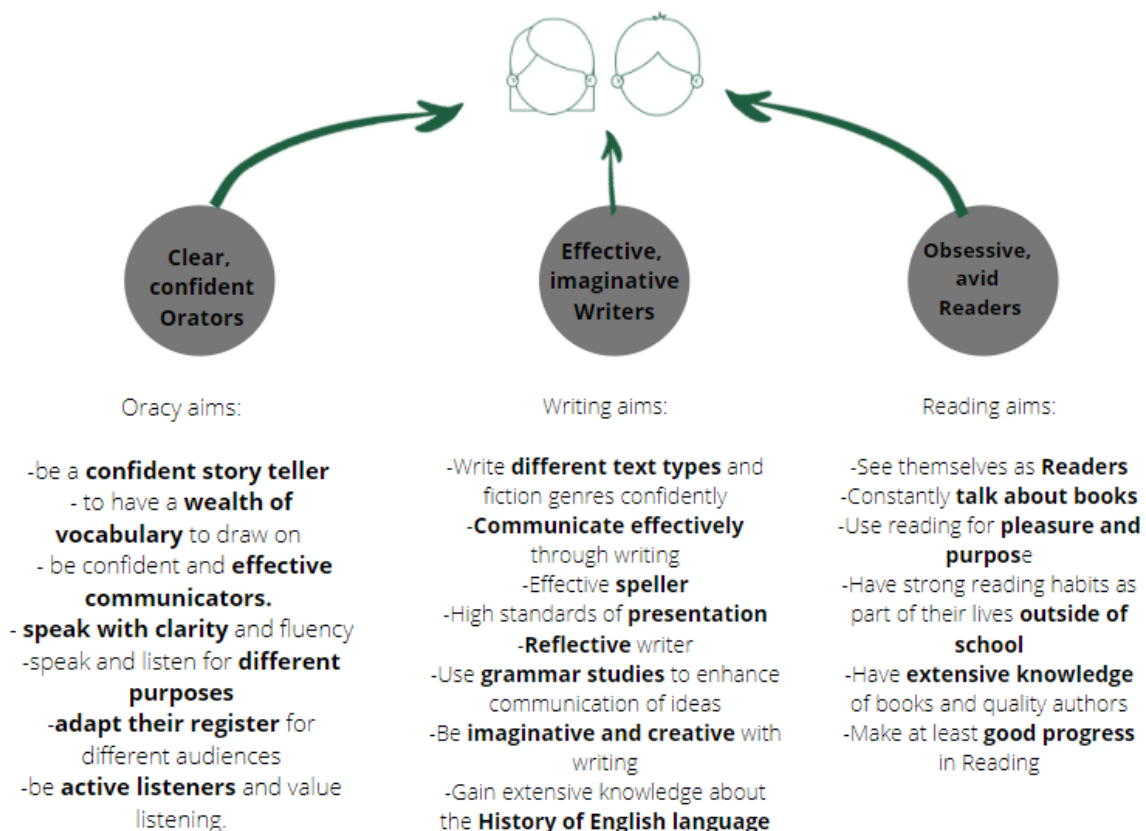 Clear,
confident
Orators
Effective,
imaginative
Writers
Obsessive,
avid
Readers
Oracy aims:
-be a confident story teller
- to have a wealth of
vocabulary to draw on
- be confident and effective
communicators.
- speak with clarity and fluency
-speak and listen for different
purposes
-adapt their register for
different audiences
-be active listeners and value
listening.
Writing aims:
-Write different text types and
fiction genres confidently
-Communicate effectively
through writing
-Effective speller
-High standards of presentation
-Reflective writer
-Use grammar studies to enhance
communication of ideas
-Be imaginative and creative with
writing
-Gain extensive knowledge about
the History of English language
Reading aims:
-See themselves as Readers
-Constantly talk about books
-Use reading for pleasure and
purpose
-Have strong reading habits as
part of their lives outside of
school
-Have extensive knowledge
of books and quality authors
-Make at least good progress
in Reading